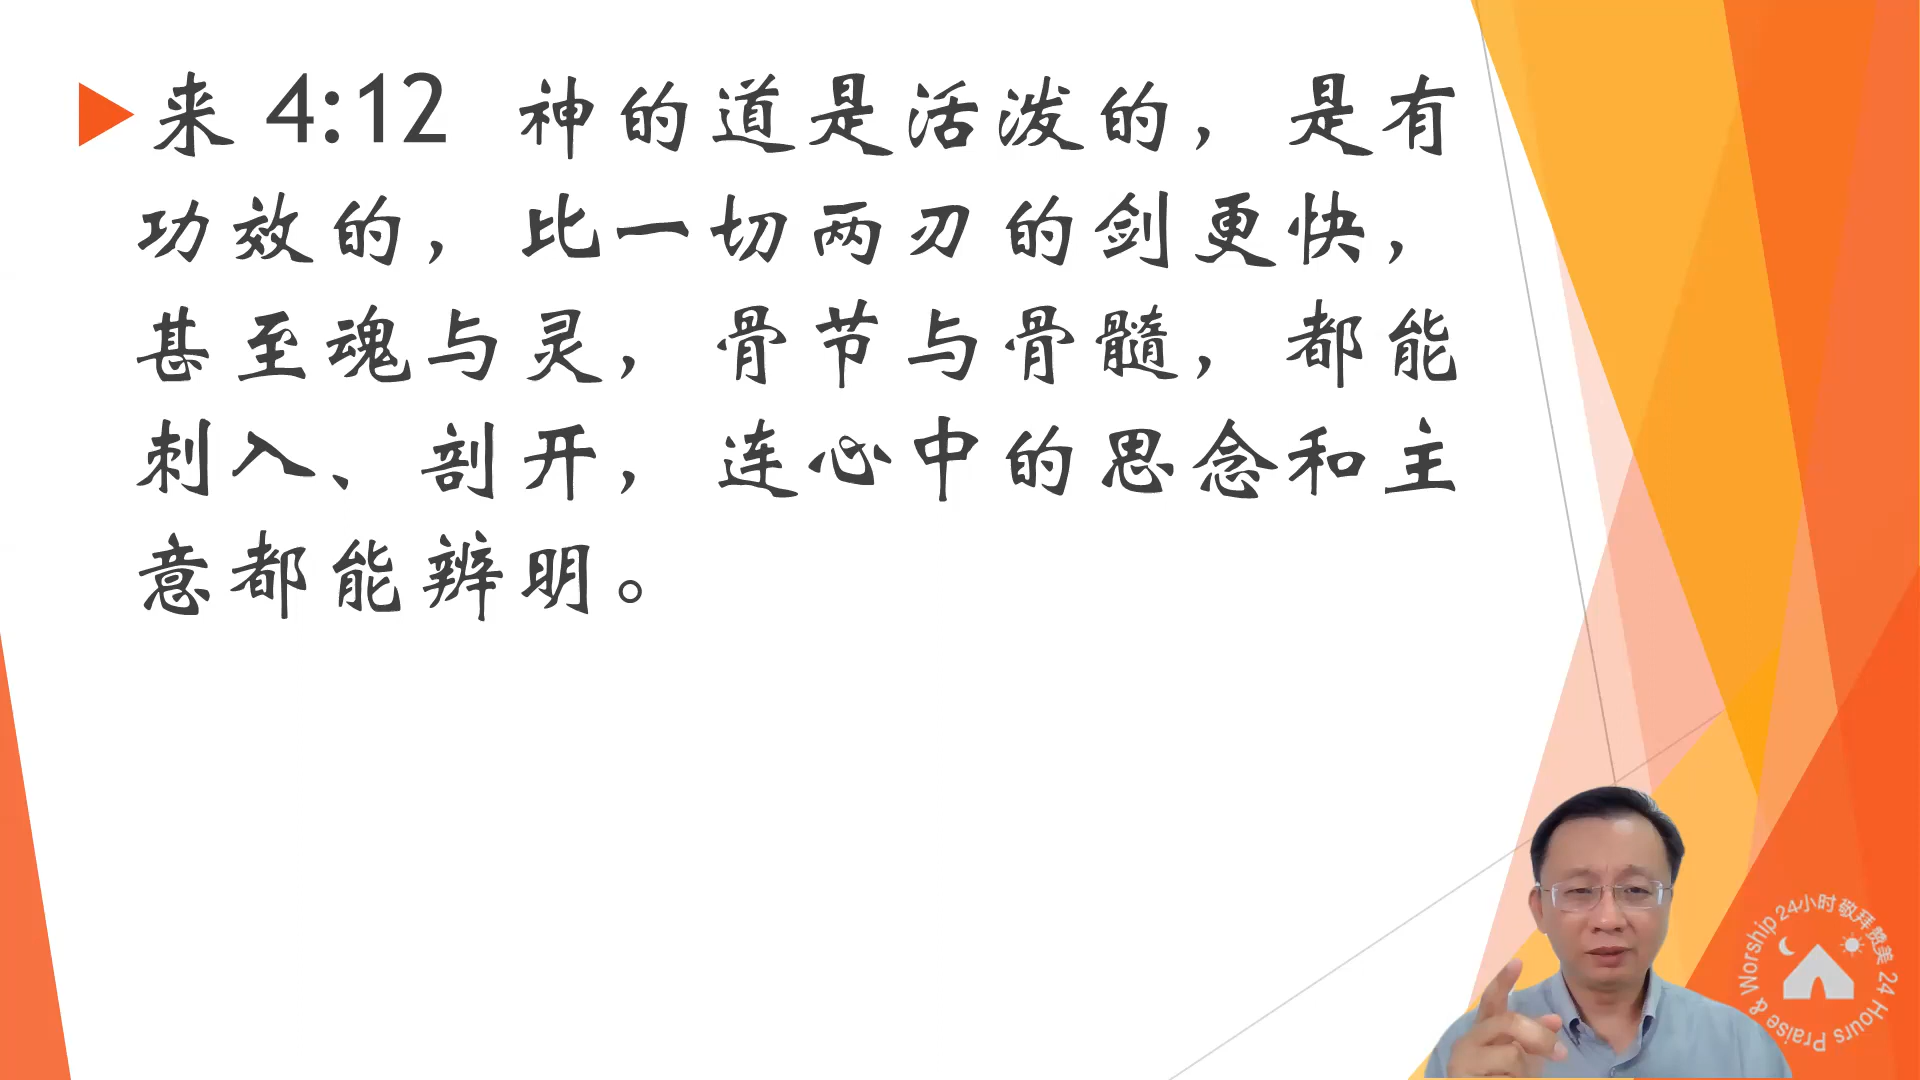 来 4:12 神的道是活泼的，是有
功效的，比一切两刃的剑更快，
甚至魂与灵，骨节与骨髓，都能
刺入、剖开，连心中的思念和主
意都能辨明。
24小时敬拜赞美 24 Hours Praise & Worship